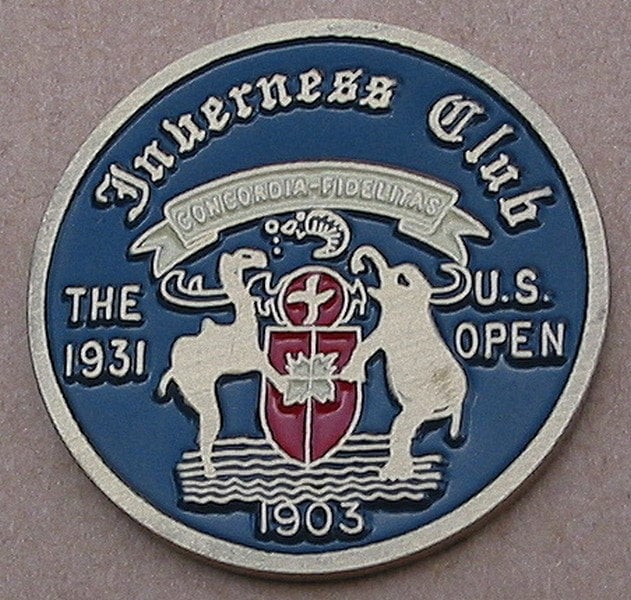 Inverness Club
CONCORDIA-FIDELITAS
THE
1931
U.S.
OPEN
1903